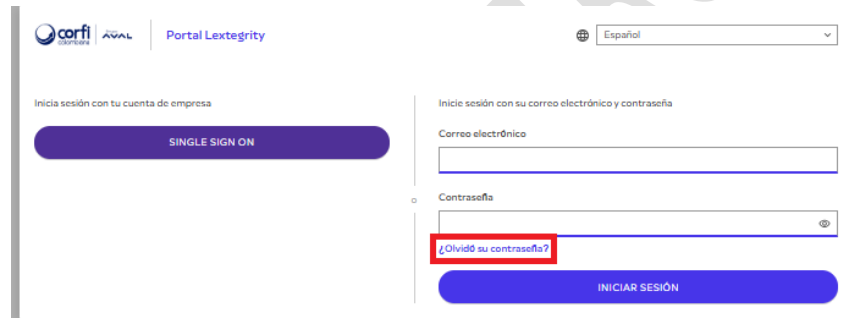 corfi
colombiana
AVAL
Portal Lextegrity
Español
Inicia sesión con tu cuenta de empresa
SINGLE SIGN ON
Inicie sesión con su correo electrónico y contraseña
Correo electrónico
Contraseña
¿Olvidó su contraseña?
INICIAR SESIÓN